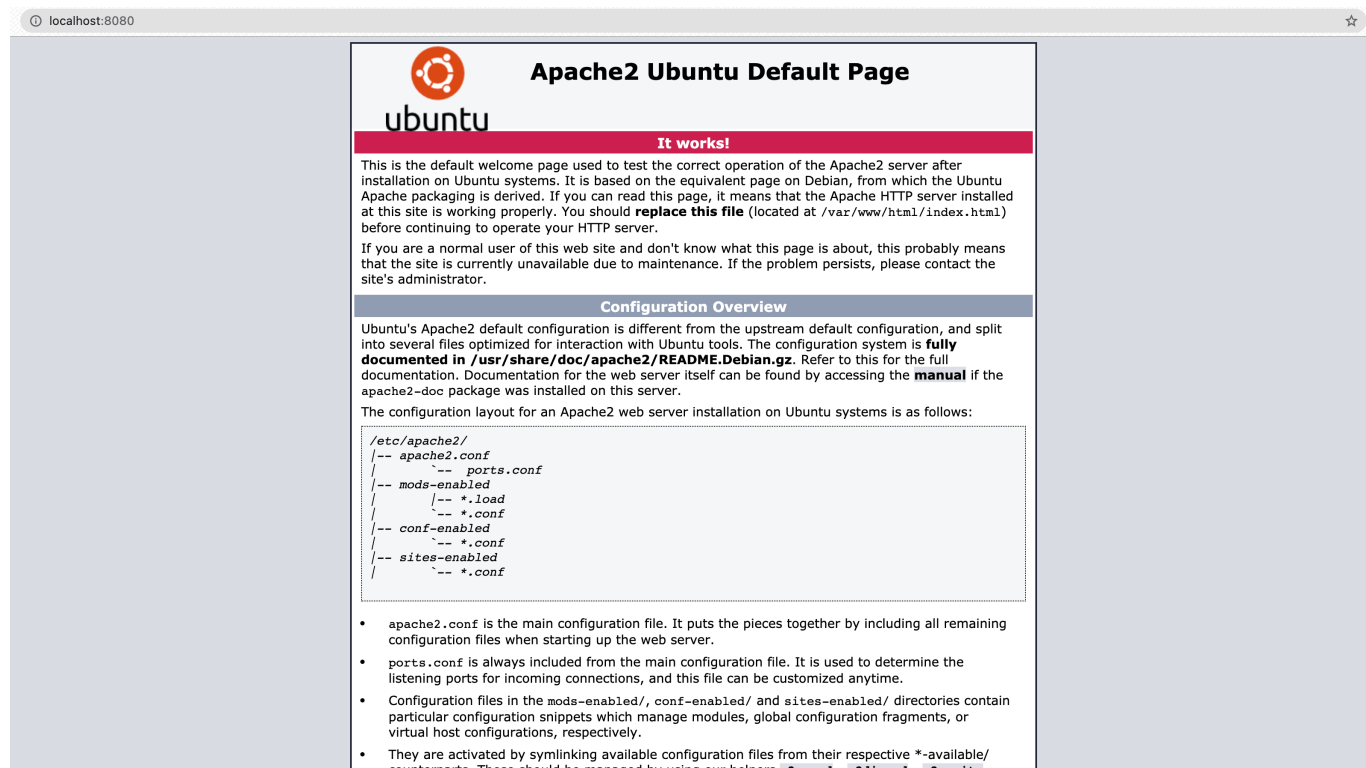 localhost:8080
ubuntu
Apache2 Ubuntu Default Page
It works!
This is the default welcome page used to test the correct operation of the Apache2 server after
installation on Ubuntu systems. It is based on the equivalent page on Debian, from which the Ubuntu
Apache packaging is derived. If you can read this page, it means that the Apache HTTP server installed
at this site is working properly. You should replace this file (located at /var/www/html/index.html)
before continuing to operate your HTTP server.
If you are a normal user of this web site and don't know what this page is about, this probably means
that the site is currently unavailable due to maintenance. If the problem persists, please contact the
site's administrator.
Configuration Overview
Ubuntu's Apache2 default configuration is different from the upstream default configuration, and split
into several files optimized for interaction with Ubuntu tools. The configuration system is fully
documented in /usr/share/doc/apache2/README.Debian.gz. Refer to this for the full
documentation. Documentation for the web server itself can be found by accessing the manual if the
apache2-doc package was installed on this server.
The configuration layout for an Apache2 web server installation on Ubuntu systems is as follows:
/etc/apache2/
|-- apache2.conf
|       `--  ports.conf
|-- mods-enabled
|       |-- *.load
|       `-- *.conf
|-- conf-enabled
|       `-- *.conf
|-- sites-enabled
|       `-- *.conf
• apache2.conf is the main configuration file. It puts the pieces together by including all remaining
configuration files when starting up the web server.
• ports.conf is always included from the main configuration file. It is used to determine the
listening ports for incoming connections, and this file can be customized anytime.
• Configuration files in the mods-enabled/, conf-enabled/ and sites-enabled/ directories contain
particular configuration snippets which manage modules, global configuration fragments, or
virtual host configurations, respectively.
• They are activated by symlinking available configuration files from their respective *-available/